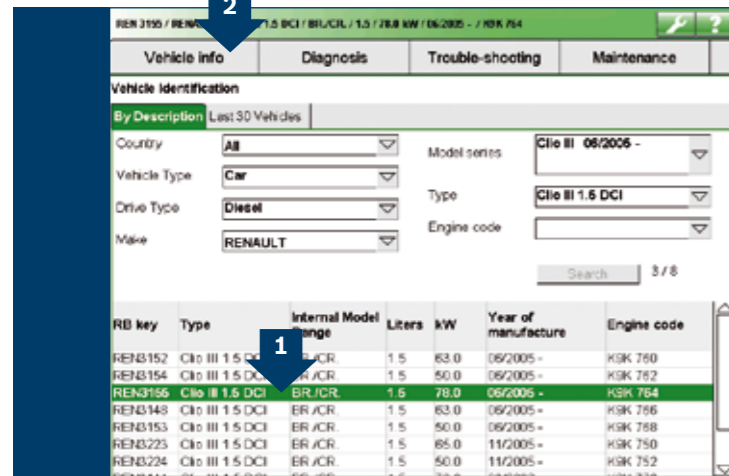 2
REN 3155 / 1.5 DCI / BR./CR. / 1.5 / 78.0 kW / 06/2005 - / K9K 764
?
Vehicle info Diagnosis Trouble-shooting Maintenance
Vehicle Identification
By Description Last 30 Vehicles
Country All
Model series Clio III 06/2005 -
Vehicle Type Car
Type Clio III 1.5 DCI
Drive Type Diesel
Engine code
Make RENAULT
Search 3/8
RB key Type Internal Model Liters kW Year of manufacture Engine code
1
REN3152 Clio III 1.5 /CR. 1.5 63.0 06/2005 - K9K 760
REN3154 Clio III 1.5 DCI /CR. 1.5 50.0 06/2005 - K9K 762
REN3155 Clio III 1.5 DCI BR./CR. 1.5 78.0 06/2005 - K9K 764
REN3148 Clio III 1.5 DCI BR./CR. 1.5 63.0 06/2005 - K9K 766
REN3153 Clio III 1.5 DCI BR./CR. 1.5 50.0 06/2005 - K9K 768
REN3223 Clio III 1.5 DCI BR./CR. 1.5 65.0 11/2005 - K9K 750
REN3224 Clio III 1.5 DCI BR./CR. 1.5 50.0 11/2005 - K9K 752